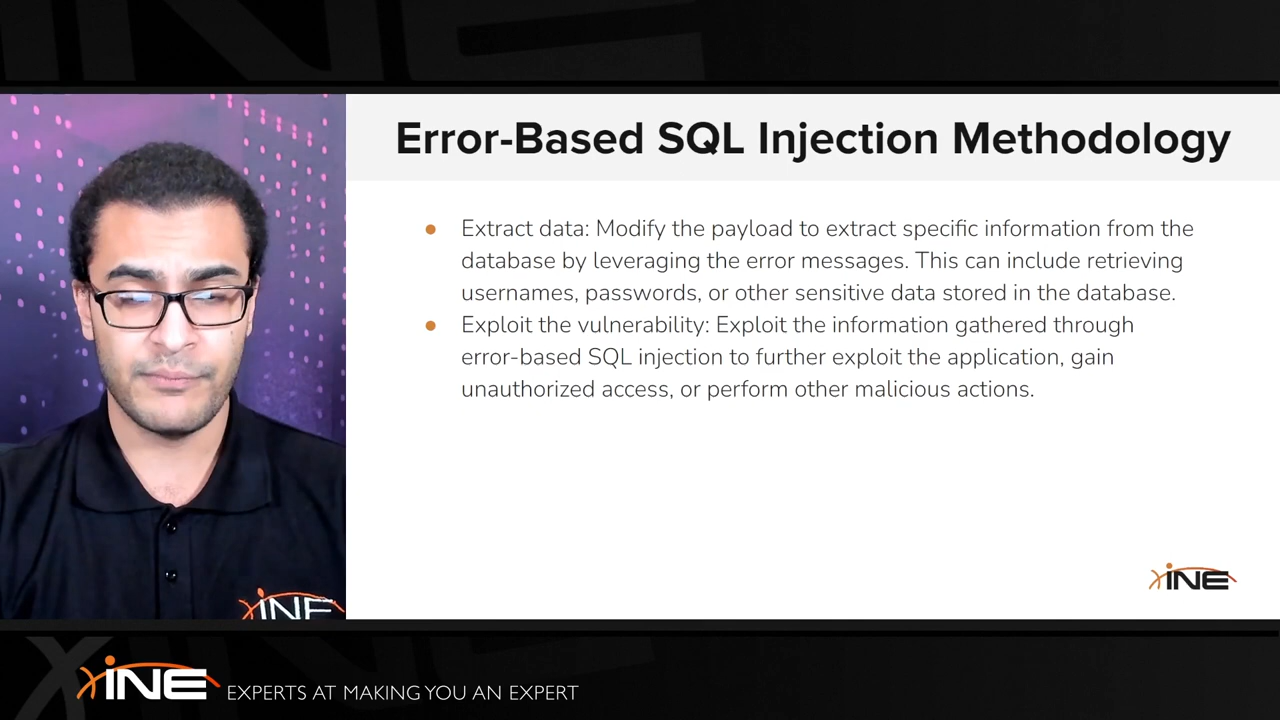 Error-Based SQL Injection Methodology
● Extract data: Modify the payload to extract specific information from the
database by leveraging the error messages. This can include retrieving
usernames, passwords, or other sensitive data stored in the database.
● Exploit the vulnerability: Exploit the information gathered through
error-based SQL injection to further exploit the application, gain
unauthorized access, or perform other malicious actions.
iNE
iNE
iNE EXPERTS AT MAKING YOU AN EXPERT